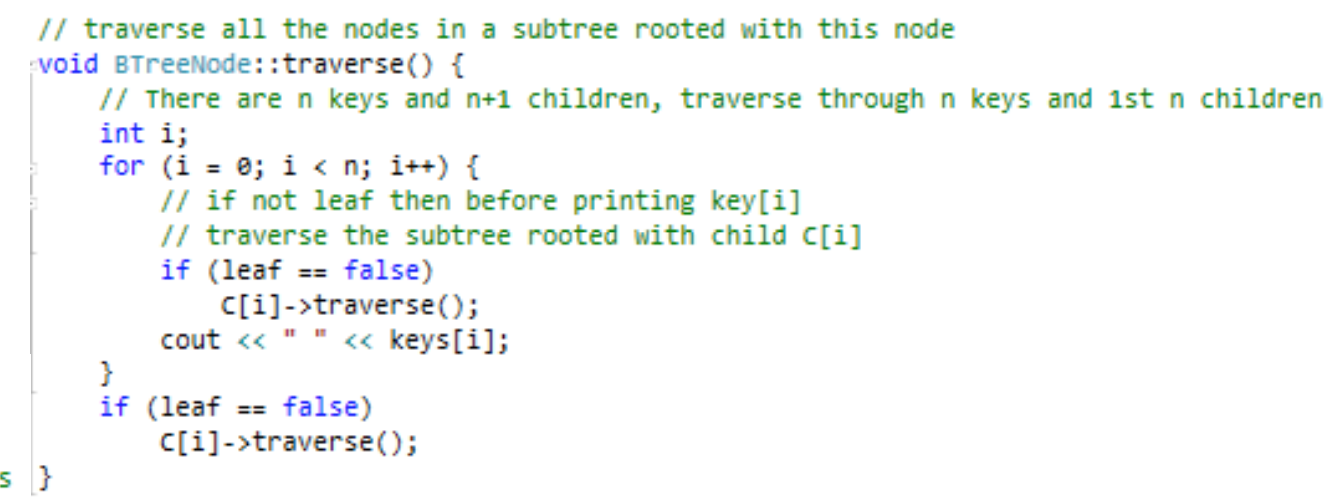 // traverse all the nodes in a subtree rooted with this node
void BTreeNode::traverse() {
// There are n keys and n+1 children, traverse through n keys and 1st n children
int i;
for (i = 0; i < n; i++) {
// if not leaf then before printing key[i]
// traverse the subtree rooted with child C[i]
if (leaf == false)
C[i]->traverse();
cout << " " << keys[i];
}
if (leaf == false)
C[i]->traverse();
s }